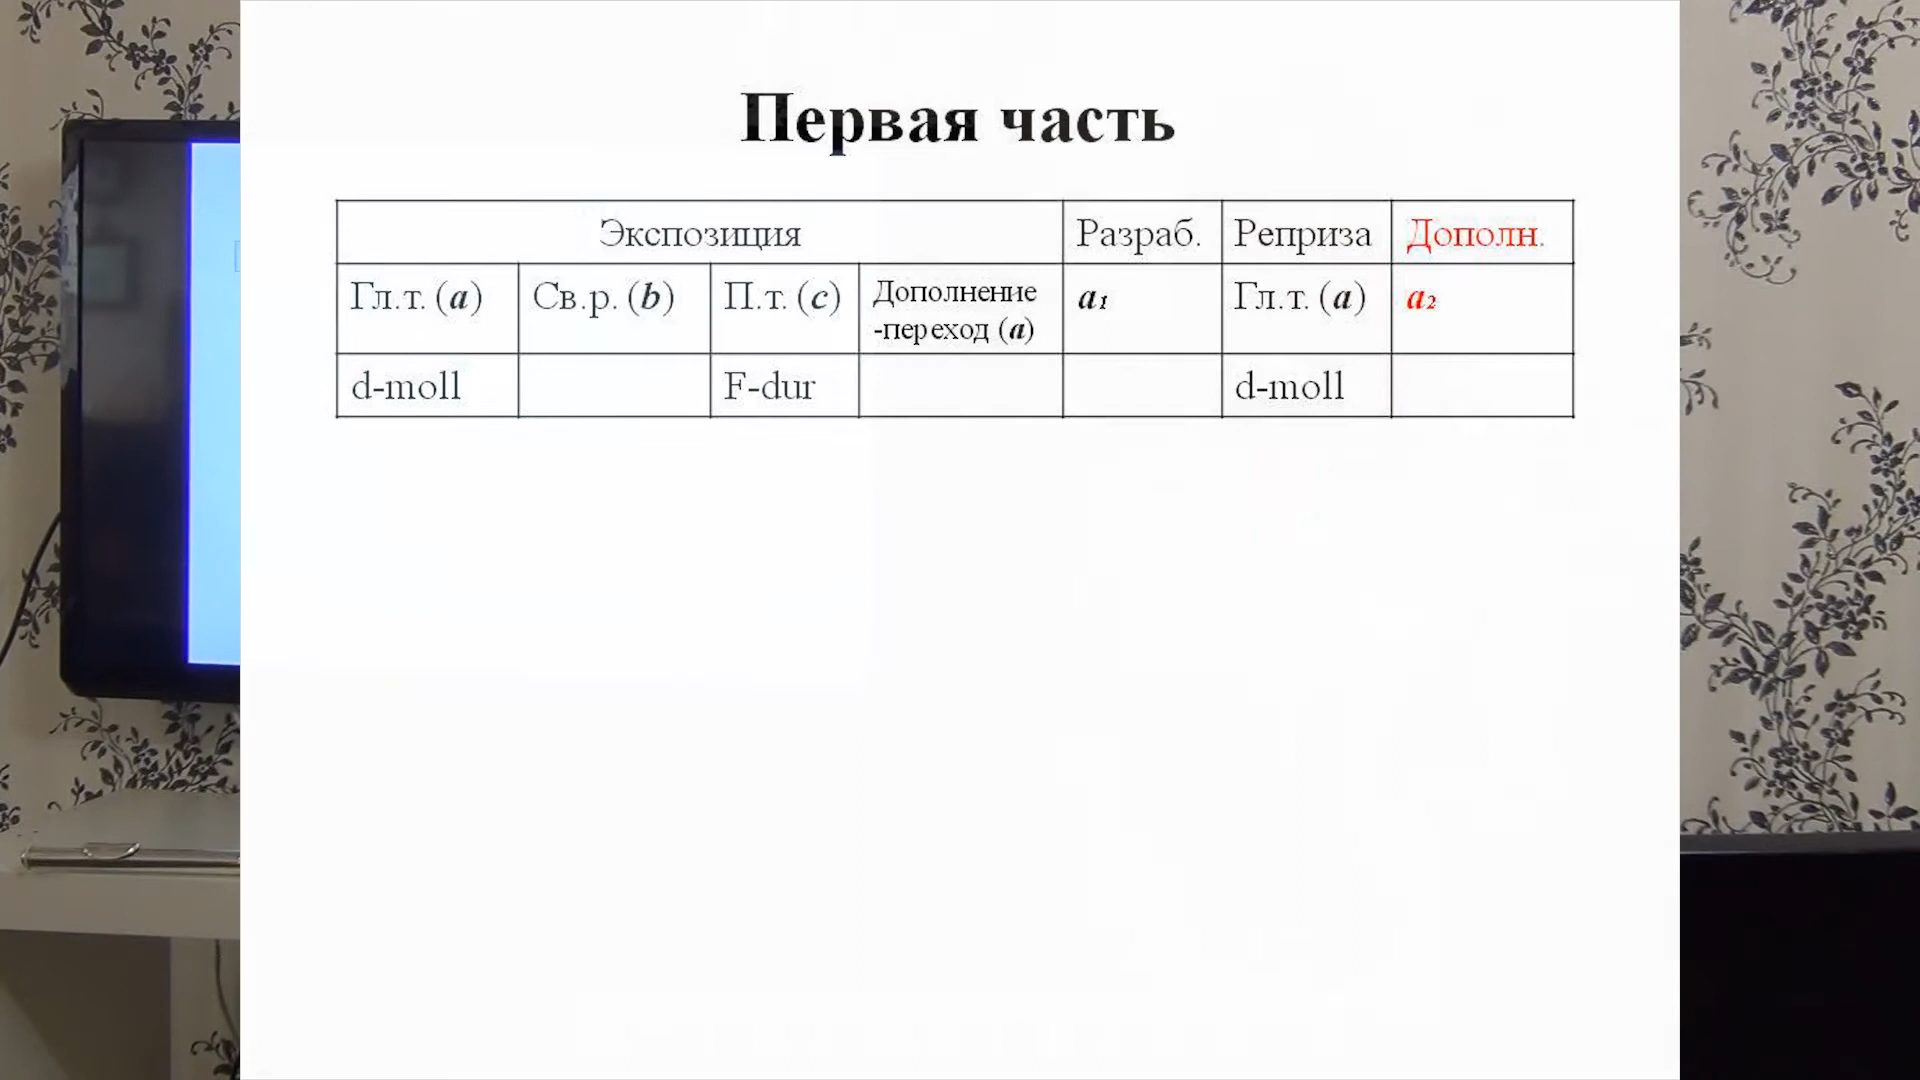 Первая часть
Экспозиция Разраб. Реприза Дополн.
Гл.т. (a) Св.р. (b) П.т. (c) Дополнение
-переход (a) a₁ Гл.т. (a) a₂
d-moll F-dur d-moll